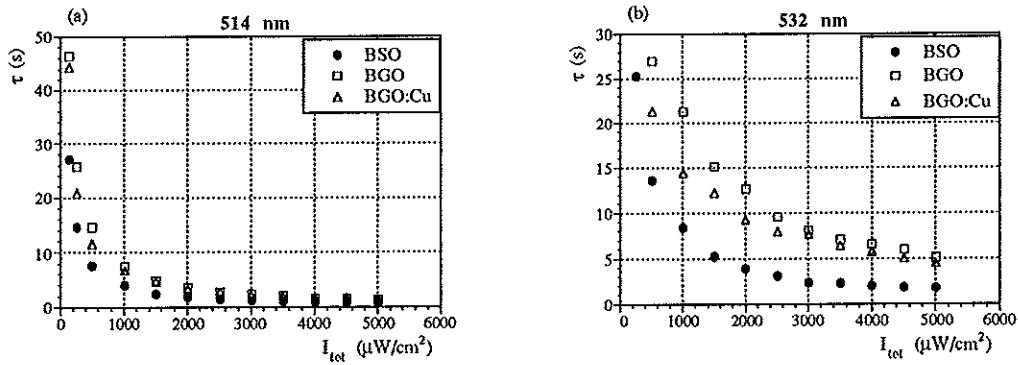 (a)
514 nm
τ (s)
50
40
30
20
10
0
BSO
BGO
BGO:Cu
0 1000 2000 3000 4000 5000 6000
I_tot (μW/cm²)
(b)
532 nm
τ (s)
30
25
20
15
10
5
0
BSO
BGO
BGO:Cu
0 1000 2000 3000 4000 5000 6000
I_tot (μW/cm²)